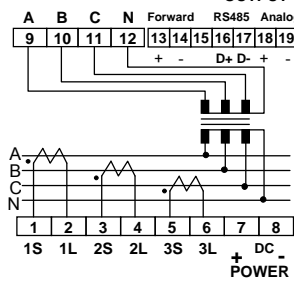 A B C N Forward RS485 Analo
9 10 11 12 13 14 15 16 17 18 19
+ - D+ D- + -
A
B
C
N
1 2 3 4 5 6 7 8
1S 1L 2S 2L 3S 3L + DC -
POWER